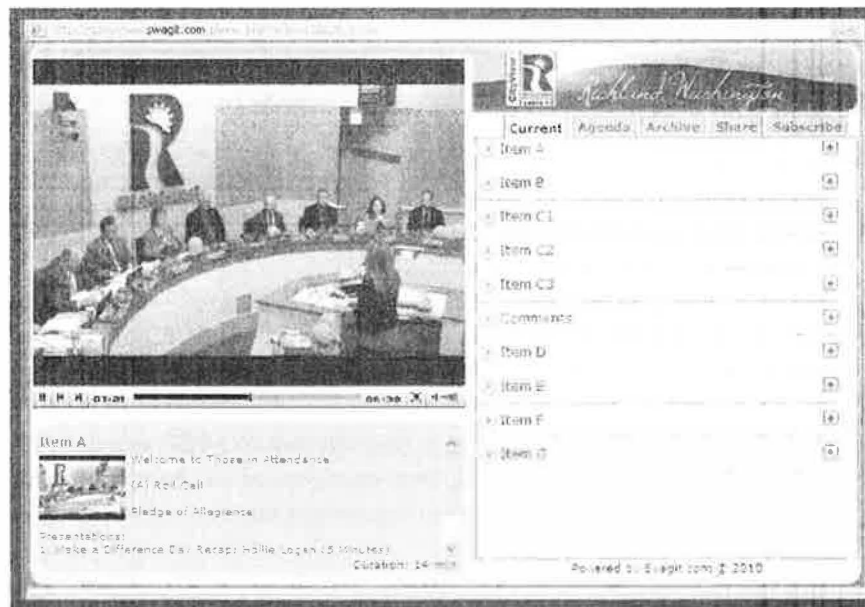 swagit.com
R
RICHLAND
CityView
Richland Washington
Current Agenda Archive Share Subscribe
Item A
Item B
Item C1
Item C2
Item C3
Comments
Item D
Item E
Item F
Item G
Item A
Welcome to Those in Attendance
(A) Roll Call
Pledge of Allegiance
Presentations:
1. Make a Difference Day Recap: Hollie Logan (5 Minutes)
Duration: 14 min
Powered by Swagit.com © 2010